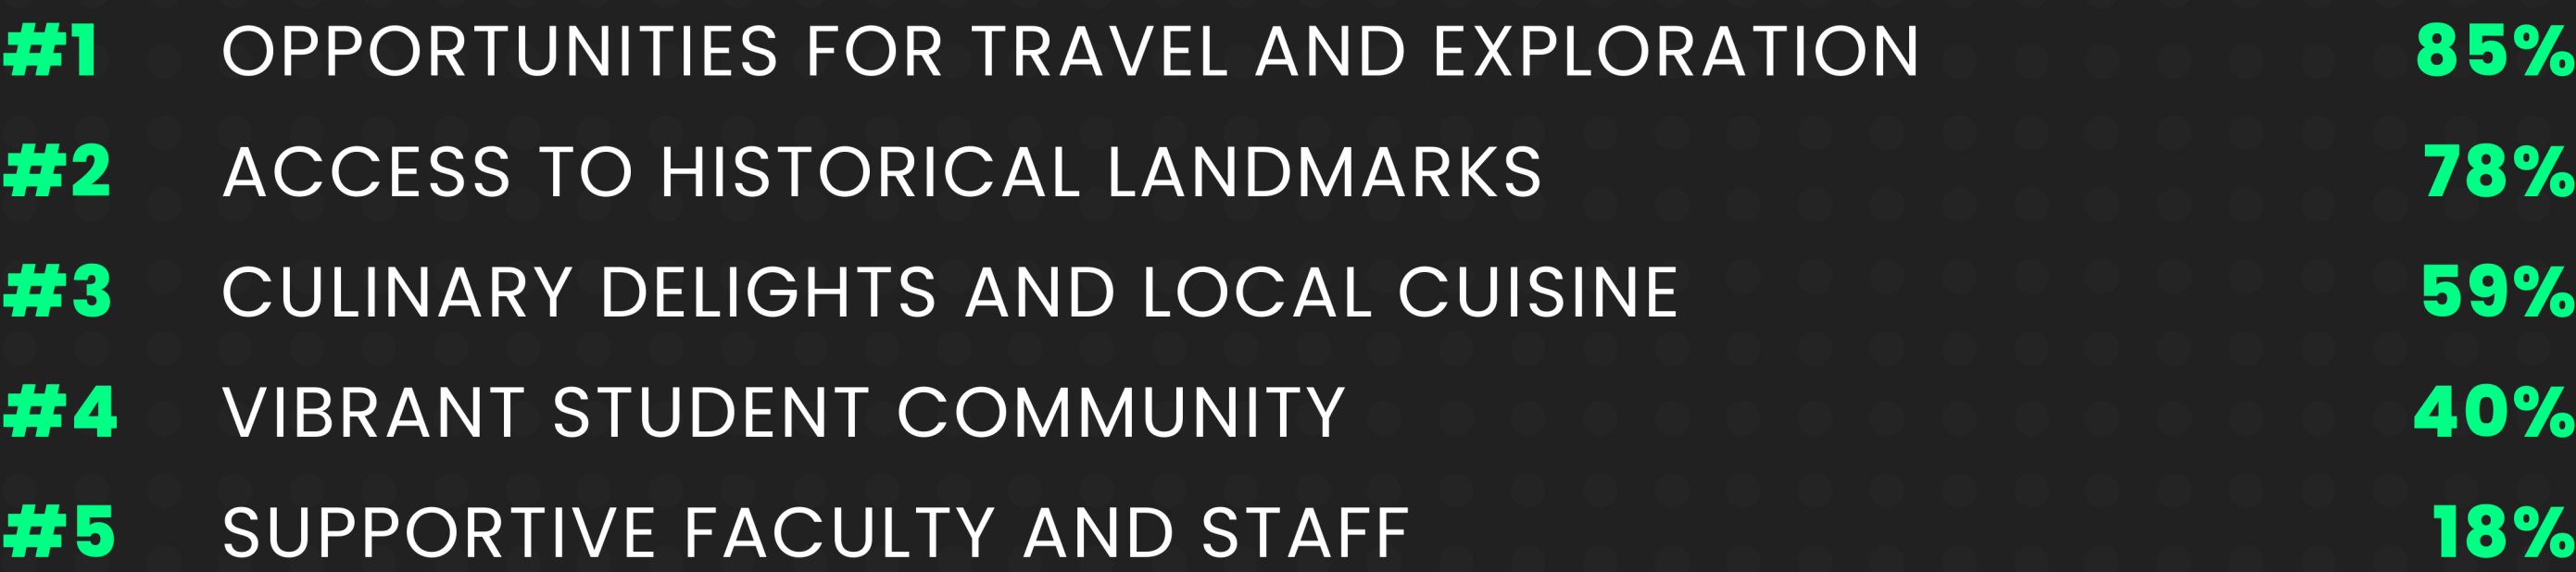 #1 OPPORTUNITIES FOR TRAVEL AND EXPLORATION 85%
#2 ACCESS TO HISTORICAL LANDMARKS 78%
#3 CULINARY DELIGHTS AND LOCAL CUISINE 59%
#4 VIBRANT STUDENT COMMUNITY 40%
#5 SUPPORTIVE FACULTY AND STAFF 18%